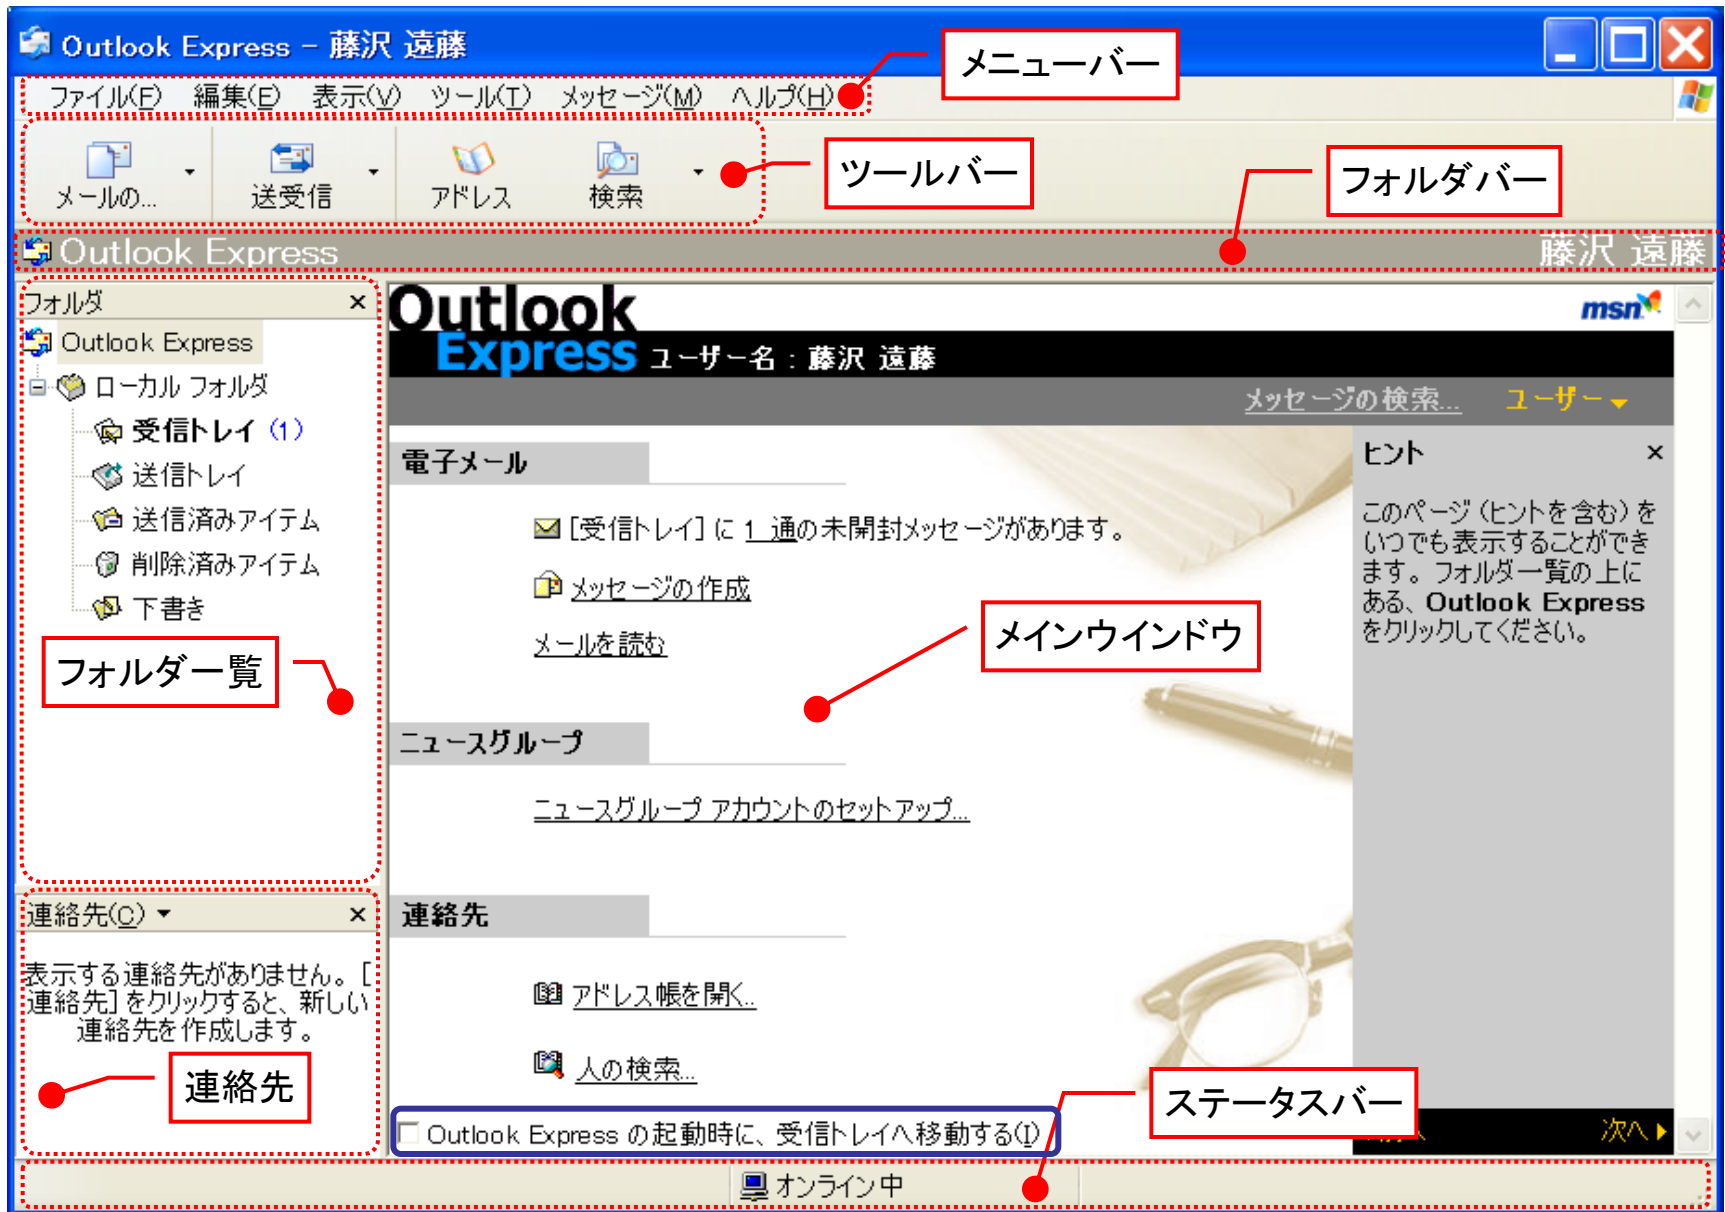 Outlook Express - 藤沢 遠藤
メニューバー
ファイル(F) 編集(E) 表示(V) ツール(T) メッセージ(M) ヘルプ(H)
メールの... 送受信 アドレス 検索
ツールバー
フォルダバー
Outlook Express 藤沢 遠藤
フォルダ ×
Outlook Express
ローカル フォルダ
受信トレイ (1)
送信トレイ
送信済みアイテム
削除済みアイテム
下書き
フォルダ一覧
連絡先(C) ×
表示する連絡先がありません。[
連絡先] をクリックすると、新しい
連絡先を作成します。
連絡先
Outlook
Express ユーザー名 : 藤沢 遠藤
msn
メッセージの検索... ユーザー
電子メール
[受信トレイ] に 1 通の未開封メッセージがあります。
メッセージの作成
メールを読む
メインウインドウ
ニュースグループ
ニュースグループ アカウントのセットアップ...
連絡先
アドレス帳を開く...
人の検索...
Outlook Express の起動時に、受信トレイへ移動する(I)
ヒント ×
このページ (ヒントを含む) を
いつでも表示することができ
ます。フォルダ一覧の上に
ある、Outlook Express
をクリックしてください。
ステータスバー
次へ
オンライン中